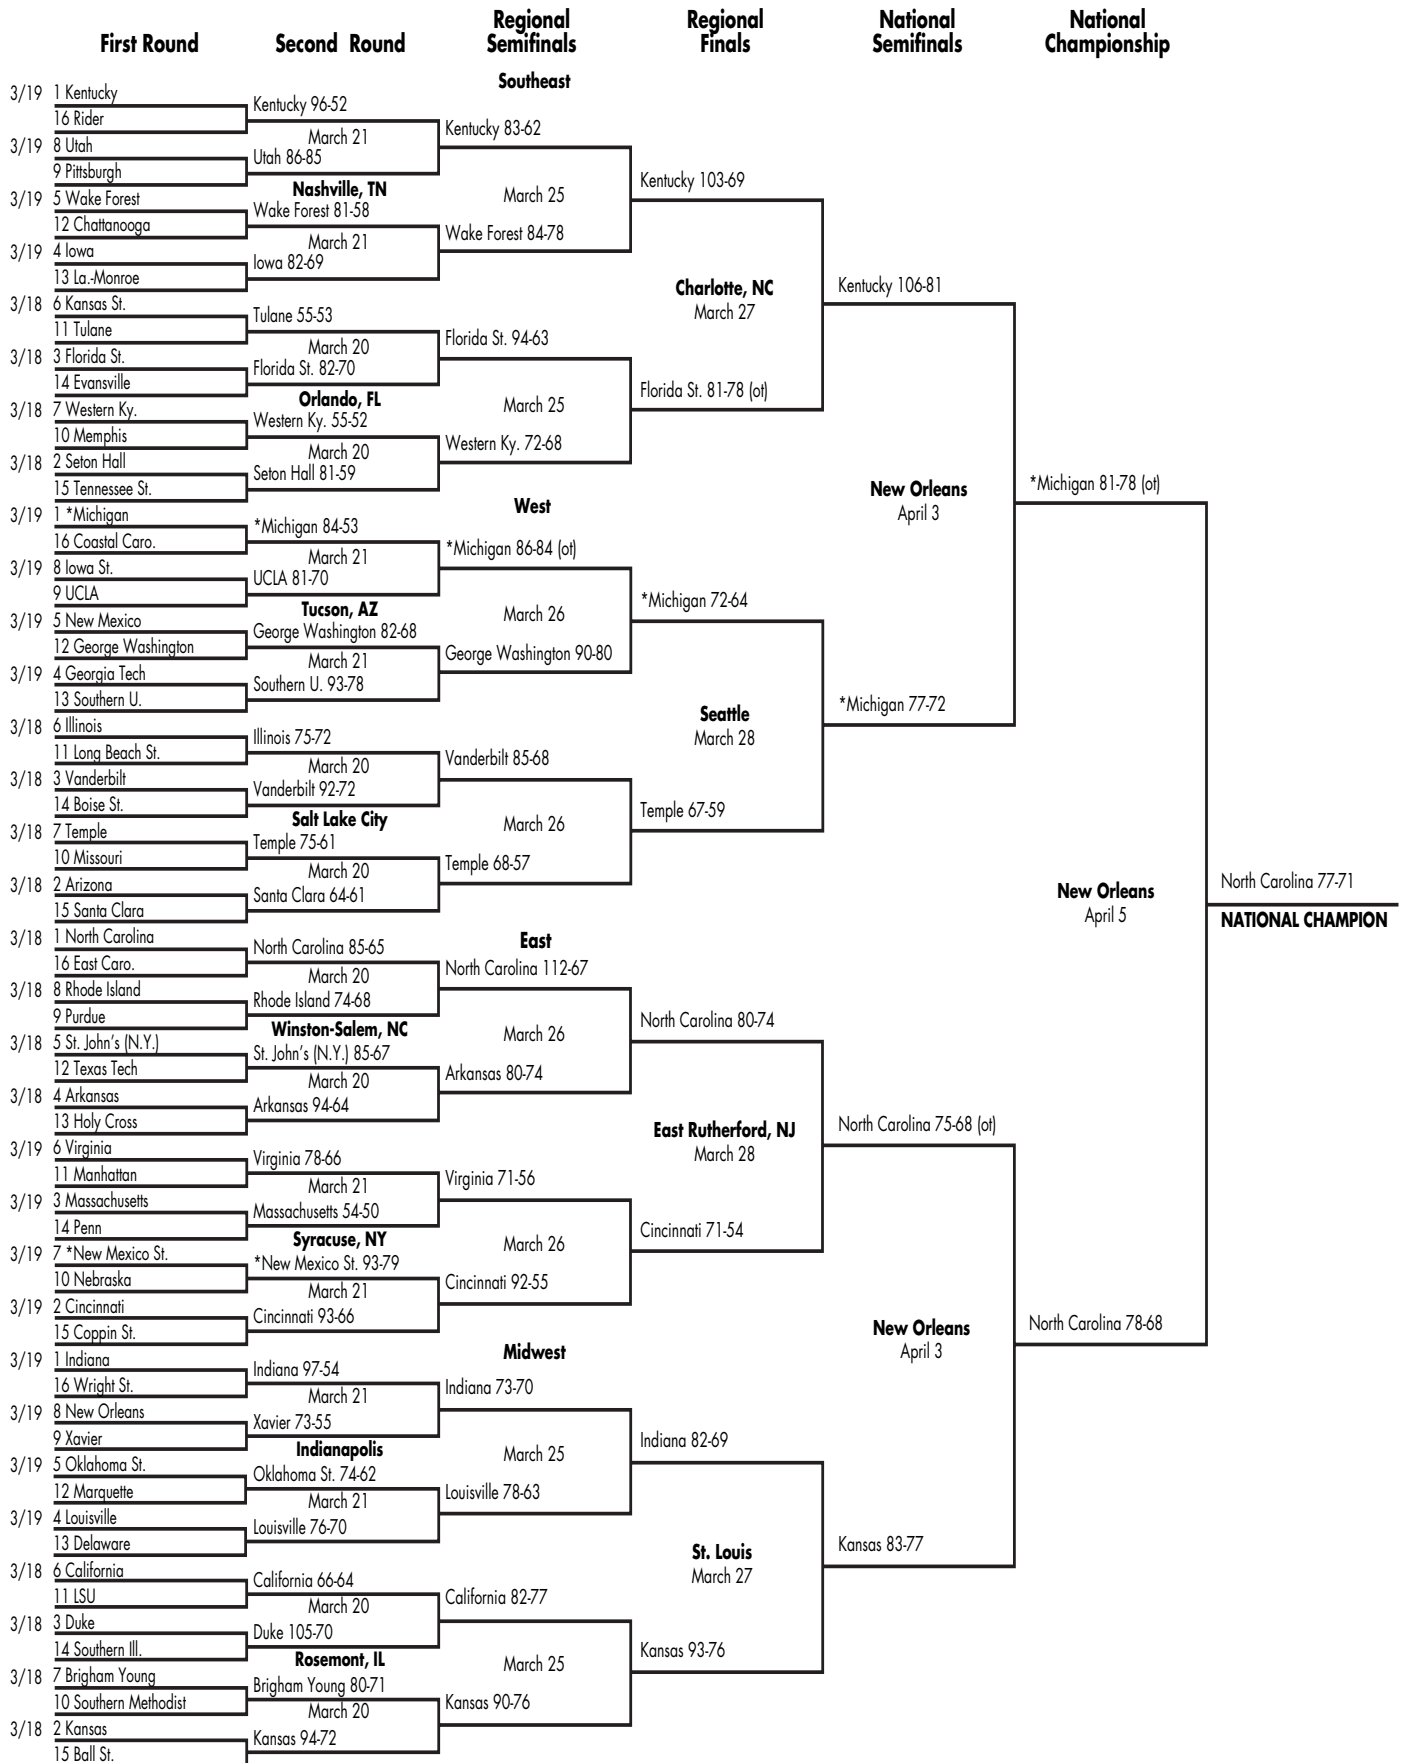 First Round
Second Round
Regional
Semifinals
Regional
Finals
National
Semifinals
National
Championship
Southeast
3/19 1 Kentucky
16 Rider
3/19 8 Utah
9 Pittsburgh
3/19 5 Wake Forest
12 Chattanooga
3/19 4 Iowa
13 La.-Monroe
3/18 6 Kansas St.
11 Tulane
3/18 3 Florida St.
14 Evansville
3/18 7 Western Ky.
10 Memphis
3/18 2 Seton Hall
15 Tennessee St.
Kentucky 96-52
March 21
Utah 86-85
Nashville, TN
Wake Forest 81-58
March 21
Iowa 82-69
Tulane 55-53
March 20
Florida St. 82-70
Orlando, FL
Western Ky. 55-52
March 20
Seton Hall 81-59
Kentucky 83-62
March 25
Wake Forest 84-78
Florida St. 94-63
March 25
Western Ky. 72-68
Kentucky 103-69
Charlotte, NC
March 27
Florida St. 81-78 (ot)
Kentucky 106-81
West
3/19 1 *Michigan
16 Coastal Caro.
3/19 8 Iowa St.
9 UCLA
3/19 5 New Mexico
12 George Washington
3/19 4 Georgia Tech
13 Southern U.
3/18 6 Illinois
11 Long Beach St.
3/18 3 Vanderbilt
14 Boise St.
3/18 7 Temple
10 Missouri
3/18 2 Arizona
15 Santa Clara
*Michigan 84-53
March 21
UCLA 81-70
Tucson, AZ
George Washington 82-68
March 21
Southern U. 93-78
Illinois 75-72
March 20
Vanderbilt 92-72
Salt Lake City
Temple 75-61
March 20
Santa Clara 64-61
*Michigan 86-84 (ot)
March 26
George Washington 90-80
Vanderbilt 85-68
March 26
Temple 68-57
*Michigan 72-64
Seattle
March 28
Temple 67-59
*Michigan 77-72
New Orleans
April 3
*Michigan 81-78 (ot)
East
3/18 1 North Carolina
16 East Caro.
3/18 8 Rhode Island
9 Purdue
3/18 5 St. John's (N.Y.)
12 Texas Tech
3/18 4 Arkansas
13 Holy Cross
3/19 6 Virginia
11 Manhattan
3/19 3 Massachusetts
14 Penn
3/19 7 *New Mexico St.
10 Nebraska
3/19 2 Cincinnati
15 Coppin St.
North Carolina 85-65
March 20
Rhode Island 74-68
Winston-Salem, NC
St. John's (N.Y.) 85-67
March 20
Arkansas 94-64
Virginia 78-66
March 21
Massachusetts 54-50
Syracuse, NY
*New Mexico St. 93-79
March 21
Cincinnati 93-66
North Carolina 112-67
March 26
Arkansas 80-74
Virginia 71-56
March 26
Cincinnati 92-55
North Carolina 80-74
East Rutherford, NJ
March 28
Cincinnati 71-54
North Carolina 75-68 (ot)
Midwest
3/19 1 Indiana
16 Wright St.
3/19 8 New Orleans
9 Xavier
3/19 5 Oklahoma St.
12 Marquette
3/19 4 Louisville
13 Delaware
3/18 6 California
11 LSU
3/18 3 Duke
14 Southern Ill.
3/18 7 Brigham Young
10 Southern Methodist
3/18 2 Kansas
15 Ball St.
Indiana 97-54
March 21
Xavier 73-55
Indianapolis
Oklahoma St. 74-62
March 21
Louisville 76-70
California 66-64
March 20
Duke 105-70
Rosemont, IL
Brigham Young 80-71
March 20
Kansas 94-72
Indiana 73-70
March 25
Louisville 78-63
California 82-77
March 25
Kansas 90-76
Indiana 82-69
St. Louis
March 27
Kansas 93-76
Kansas 83-77
New Orleans
April 3
North Carolina 78-68
New Orleans
April 5
North Carolina 77-71
NATIONAL CHAMPION